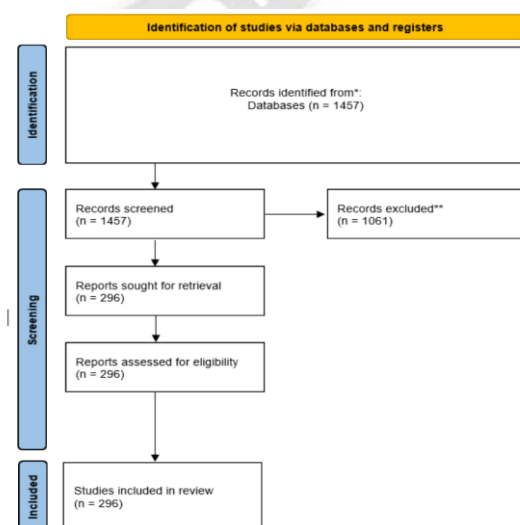 Identification of studies via databases and registers
Identification
Records identified from*:
Databases (n = 1457)
Screening
Records screened
(n = 1457)
Records excluded**
(n = 1061)
Reports sought for retrieval
(n = 296)
Reports assessed for eligibility
(n = 296)
Included
Studies included in review
(n = 296)